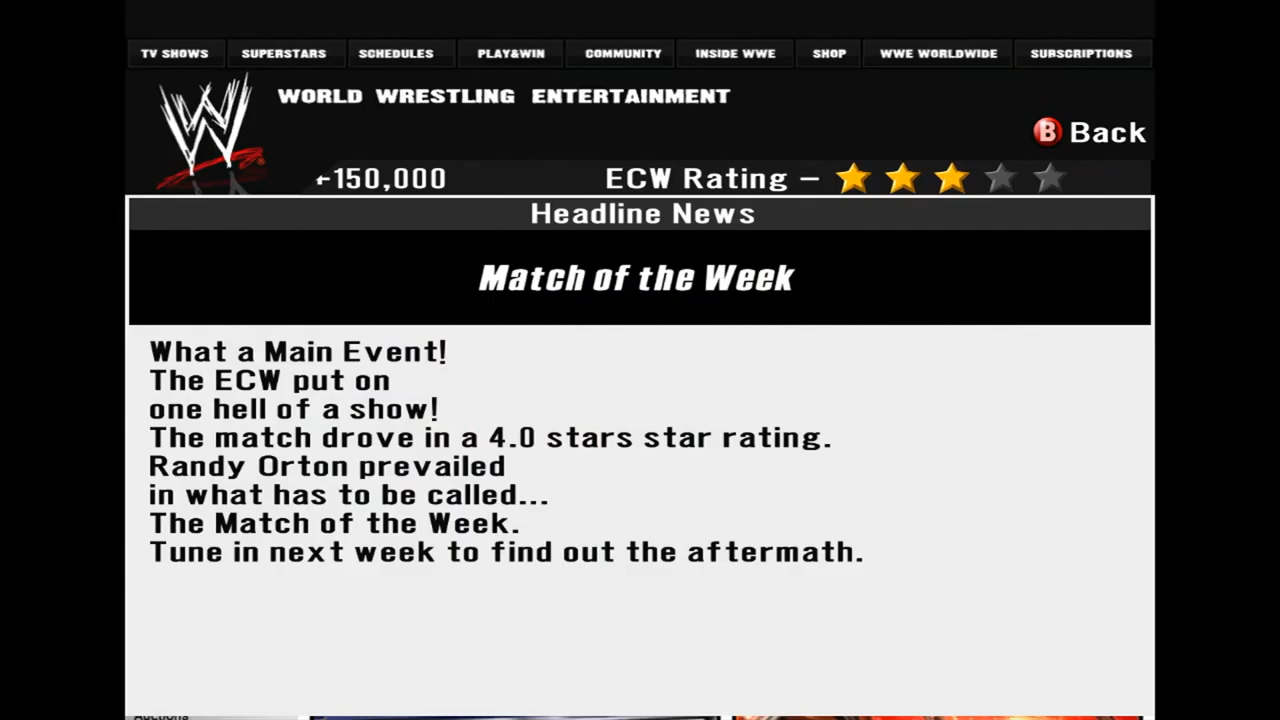 TV SHOWS SUPERSTARS SCHEDULES PLAY&WIN COMMUNITY INSIDE WWE SHOP WWE WORLDWIDE SUBSCRIPTIONS
WORLD WRESTLING ENTERTAINMENT
B Back
150,000 ECW Rating –
Headline News
Match of the Week
What a Main Event!
The ECW put on
one hell of a show!
The match drove in a 4.0 stars star rating.
Randy Orton prevailed
in what has to be called...
The Match of the Week.
Tune in next week to find out the aftermath.
Auctions